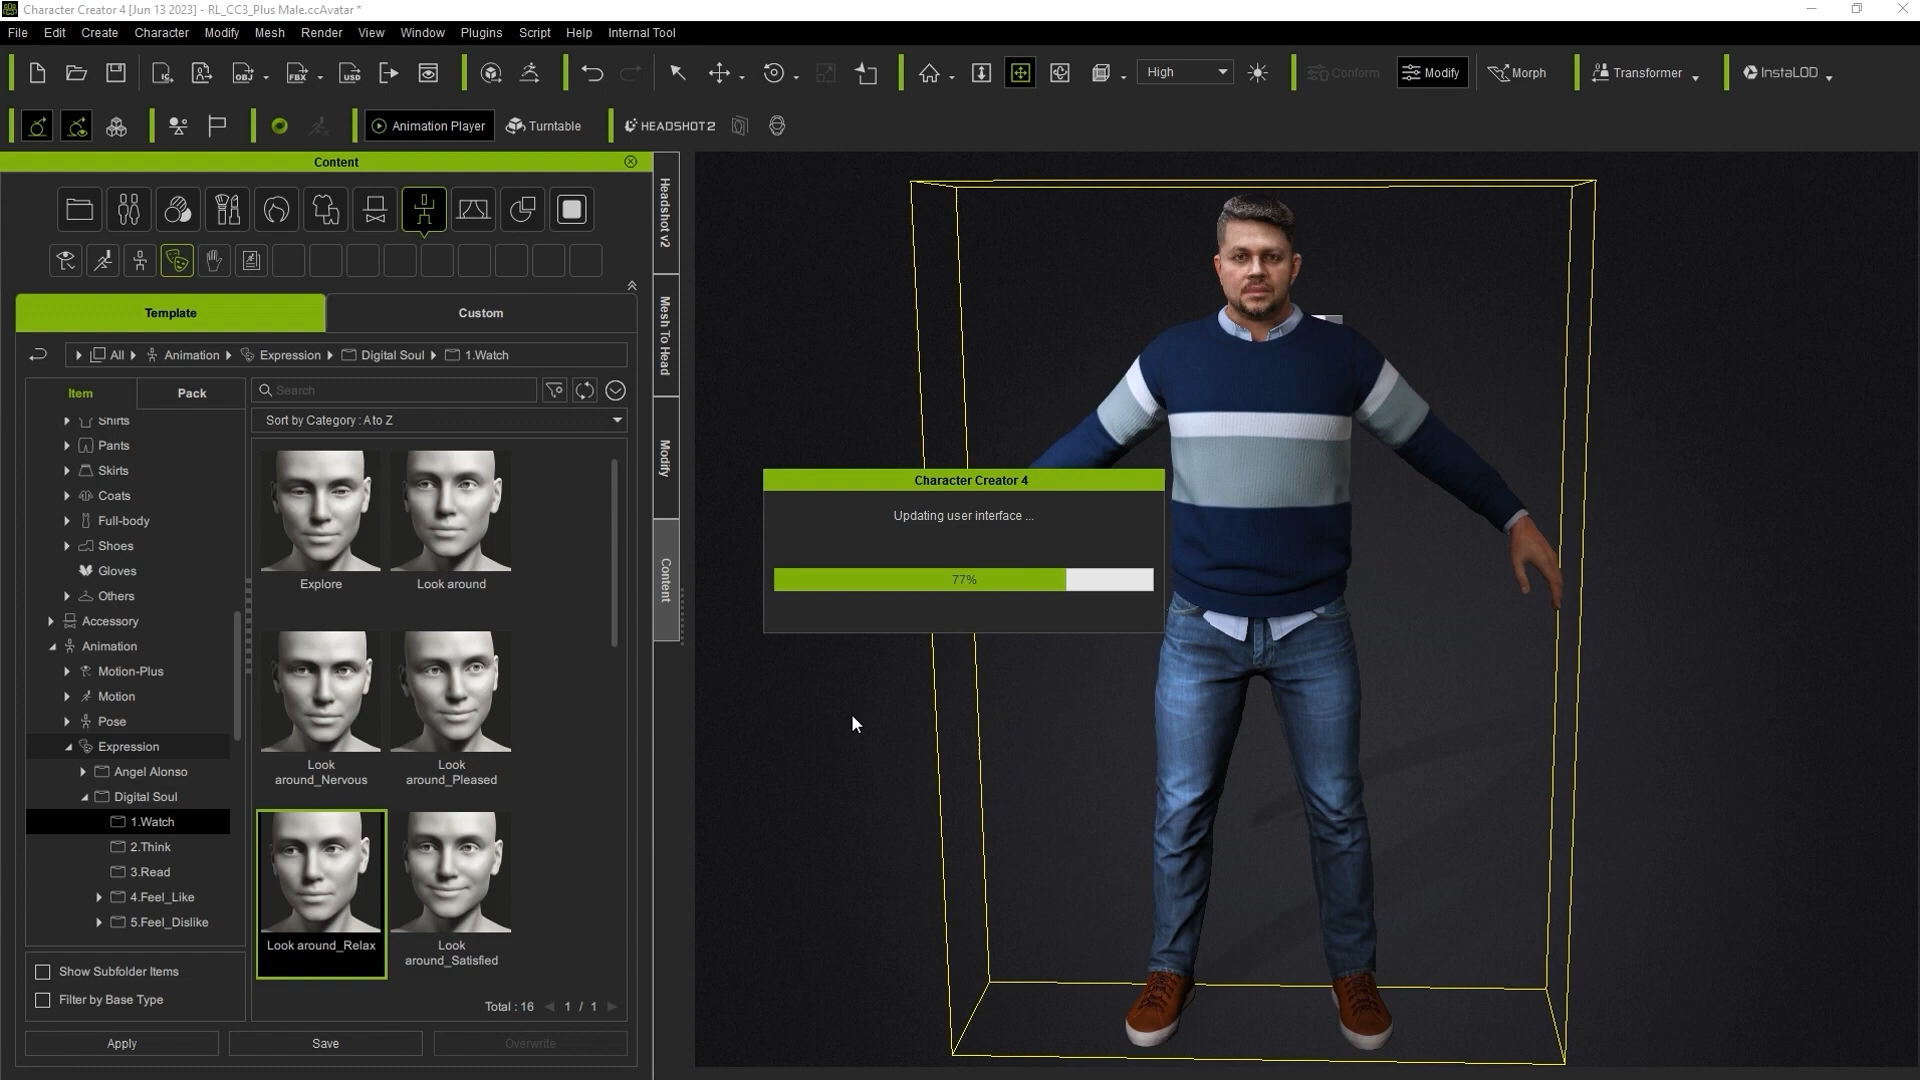 Character Creator 4 [Jun 13 2023] - RL_CC3_Plus Male.ccAvatar *
File Edit Create Character Modify Mesh Render View Window Plugins Script Help Internal Tool
OBJ FBX USD High Conform Modify Morph Transformer InstaLOD
Animation Player Turntable HEADSHOT 2
Content
Headshot v2
Mesh To Head
Modify
Content
Template Custom
All Animation Expression Digital Soul 1.Watch
Item Pack
Search
Sort by Category : A to Z
Shirts
Pants
Skirts
Coats
Full-body
Shoes
Gloves
Others
Accessory
Animation
Motion-Plus
Motion
Pose
Expression
Angel Alonso
Digital Soul
1.Watch
2.Think
3.Read
4.Feel_Like
5.Feel_Dislike
Show Subfolder Items
Filter by Base Type
Explore
Look around
Look
around_Nervous
Look
around_Pleased
Look around_Relax
Look
around_Satisfied
Total : 16 1 / 1
Apply Save Overwrite
Character Creator 4
Updating user interface ...
77%